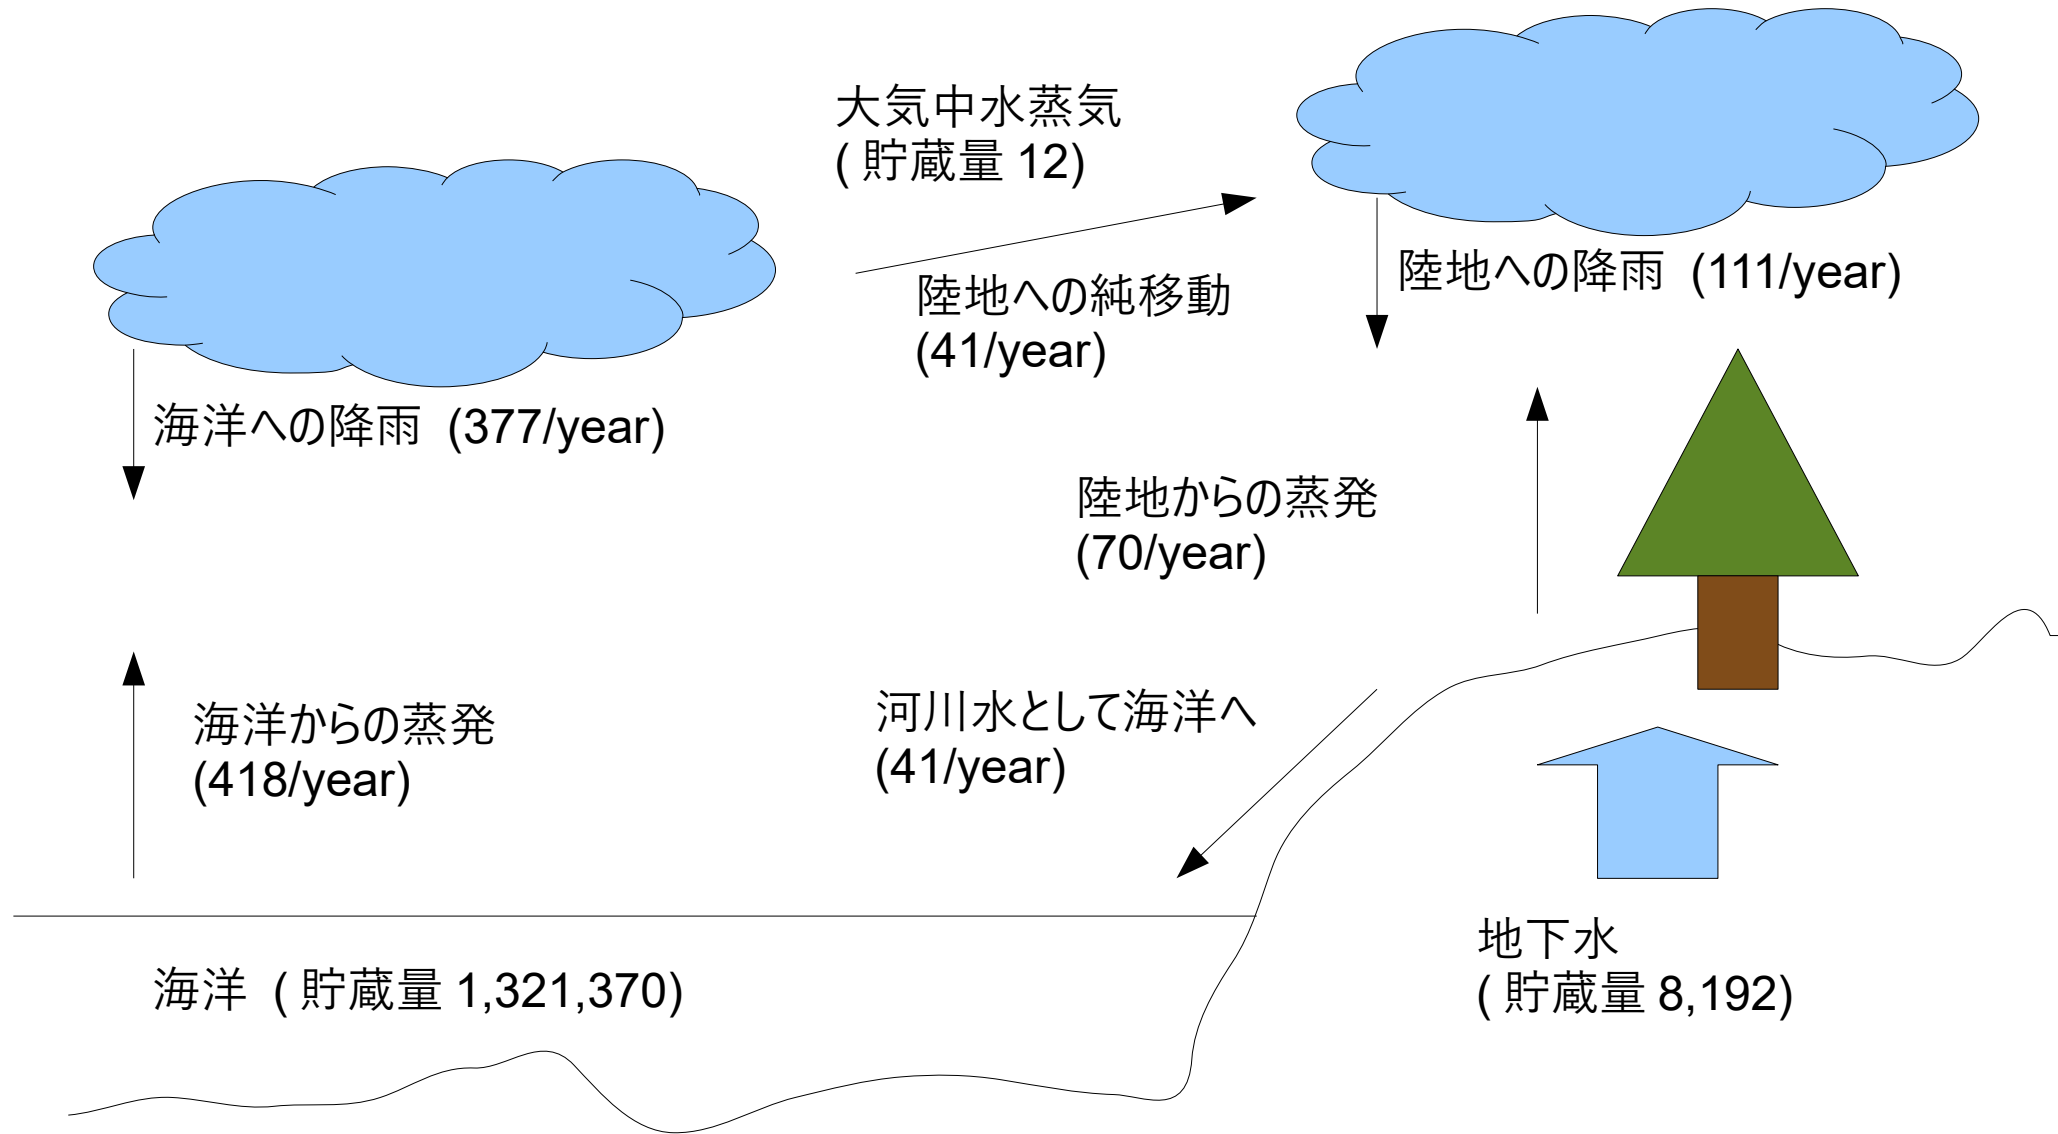 大気中水蒸気
( 貯蔵量 12)
陸地への降雨 (111/year)
陸地への純移動
(41/year)
海洋への降雨 (377/year)
陸地からの蒸発
(70/year)
海洋からの蒸発
(418/year)
河川水として海洋へ
(41/year)
海洋 ( 貯蔵量 1,321,370)
地下水
( 貯蔵量 8,192)